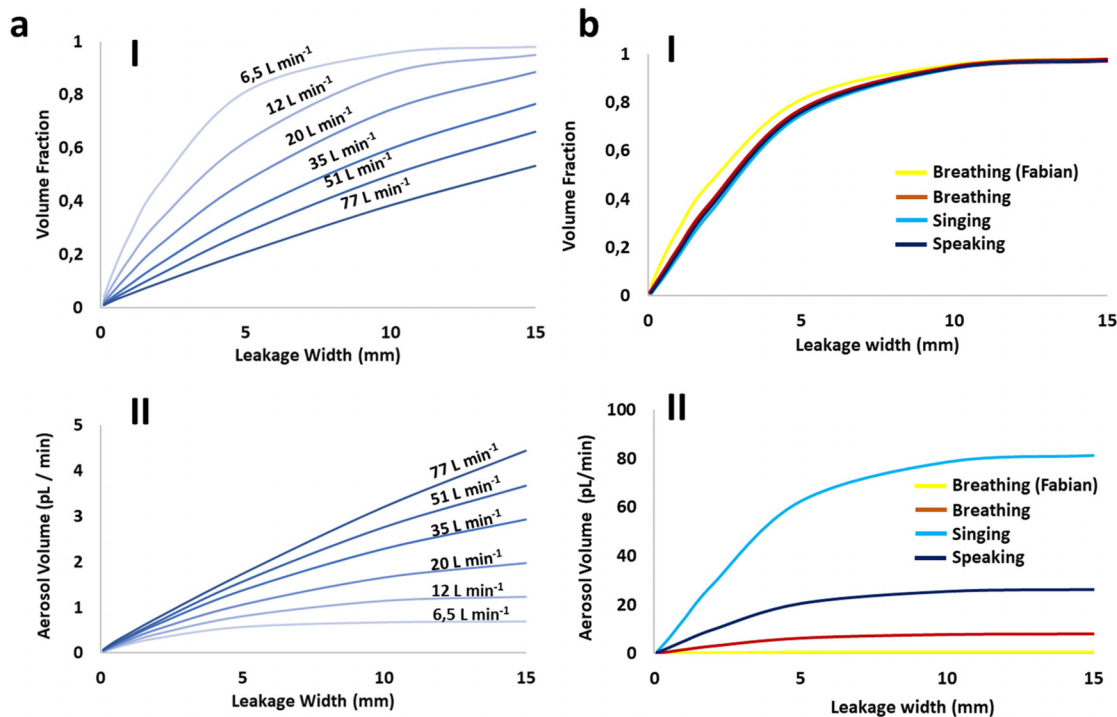 a
I
1
0,8
0,6
0,4
0,2
0
Volume Fraction
6,5 L min-1
12 L min-1
20 L min-1
35 L min-1
51 L min-1
77 L min-1
0 5 10 15
Leakage Width (mm)
b
I
1
0,8
0,6
0,4
0,2
0
Volume Fraction
Breathing (Fabian)
Breathing
Singing
Speaking
0 5 10 15
Leakage width (mm)
II
5
4
3
2
1
0
Aerosol Volume (pL / min)
77 L min-1
51 L min-1
35 L min-1
20 L min-1
12 L min-1
6,5 L min-1
0 5 10 15
Leakage Width (mm)
II
100
80
60
40
20
0
Aerosol Volume (pL/min)
Breathing (Fabian)
Breathing
Singing
Speaking
0 5 10 15
Leakage width (mm)